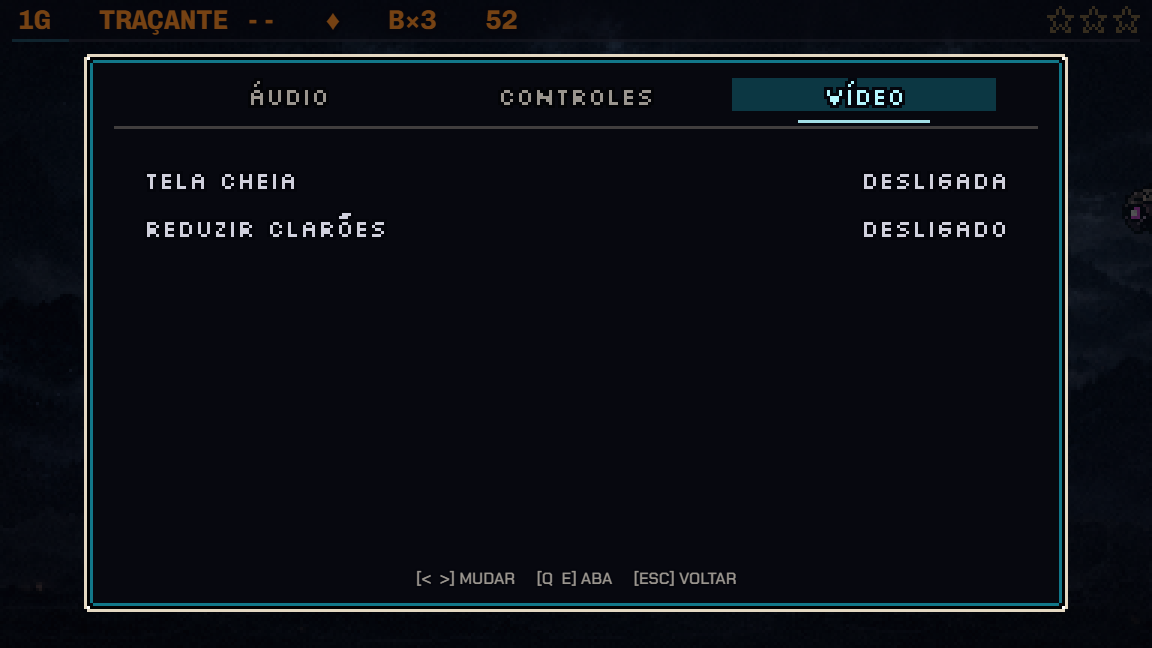 1G TRAÇANTE -- ♦ B×3 52
ÁUDIO CONTROLES VÍDEO
TELA CHEIA DESLIGADA
REDUZIR CLARÕES DESLIGADO
[< >] MUDAR [Q E] ABA [ESC] VOLTAR